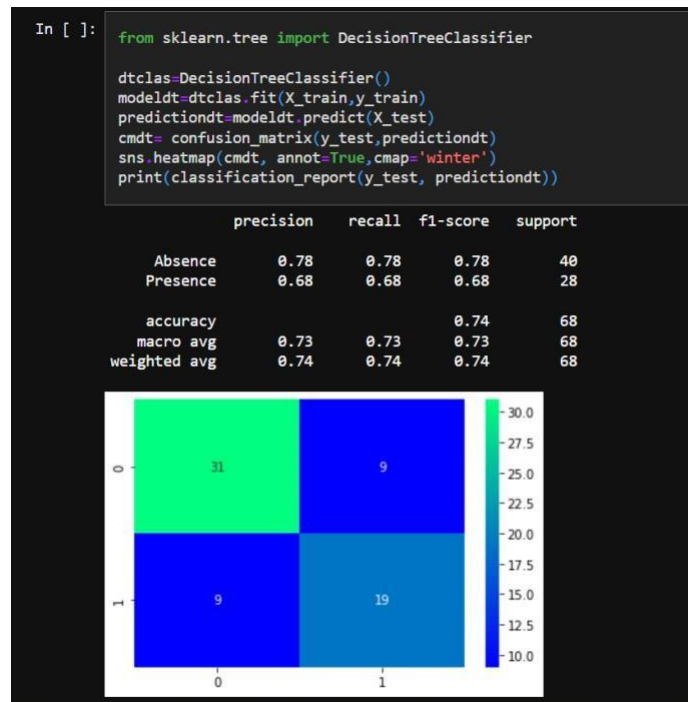 In [ ]:
from sklearn.tree import DecisionTreeClassifier
dtclas=DecisionTreeClassifier()
modeldt=dtclas.fit(X_train,y_train)
predictiondt=modeldt.predict(X_test)
cmdt= confusion_matrix(y_test,predictiondt)
sns.heatmap(cmdt, annot=True,cmap='winter')
print(classification_report(y_test, predictiondt))
precision recall f1-score support
Absence 0.78 0.78 0.78 40
Presence 0.68 0.68 0.68 28
accuracy 0.74 68
macro avg 0.73 0.73 0.73 68
weighted avg 0.74 0.74 0.74 68
30.0
27.5
25.0
0 31 9
22.5
20.0
17.5
15.0
1 9 19
12.5
10.0
0 1